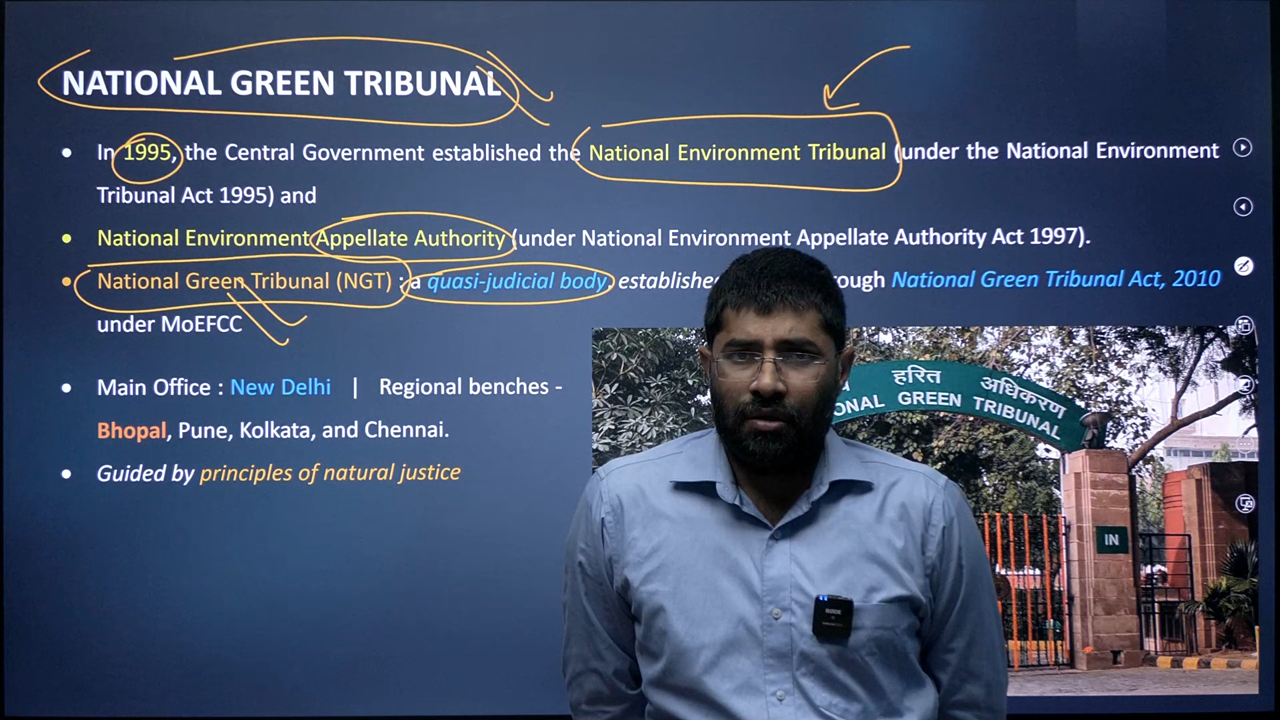 NATIONAL GREEN TRIBUNAL
• In 1995, the Central Government established the National Environment Tribunal (under the National Environment
Tribunal Act 1995) and
• National Environment Appellate Authority (under National Environment Appellate Authority Act 1997).
• National Green Tribunal (NGT) : a quasi-judicial body, National Green Tribunal Act, 2010
under MoEFCC
• Main Office : New Delhi | Regional benches -
Bhopal, Pune, Kolkata, and Chennai.
• Guided by principles of natural justice
हरित अधिकरण
GREEN TRIBUNAL
IN